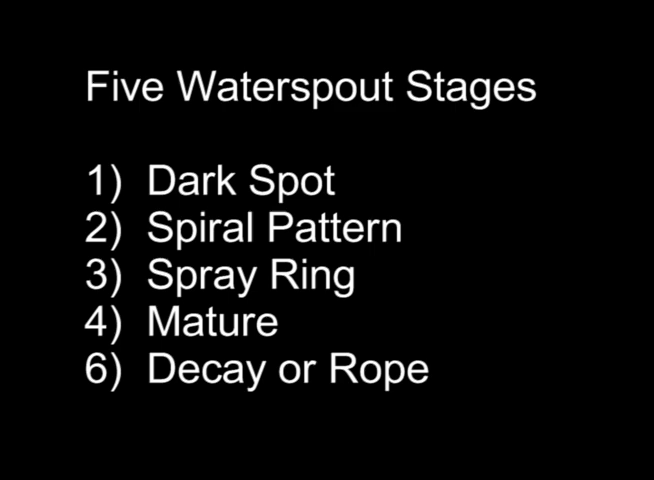 Five Waterspout Stages
1) Dark Spot
2) Spiral Pattern
3) Spray Ring
4) Mature
6) Decay or Rope